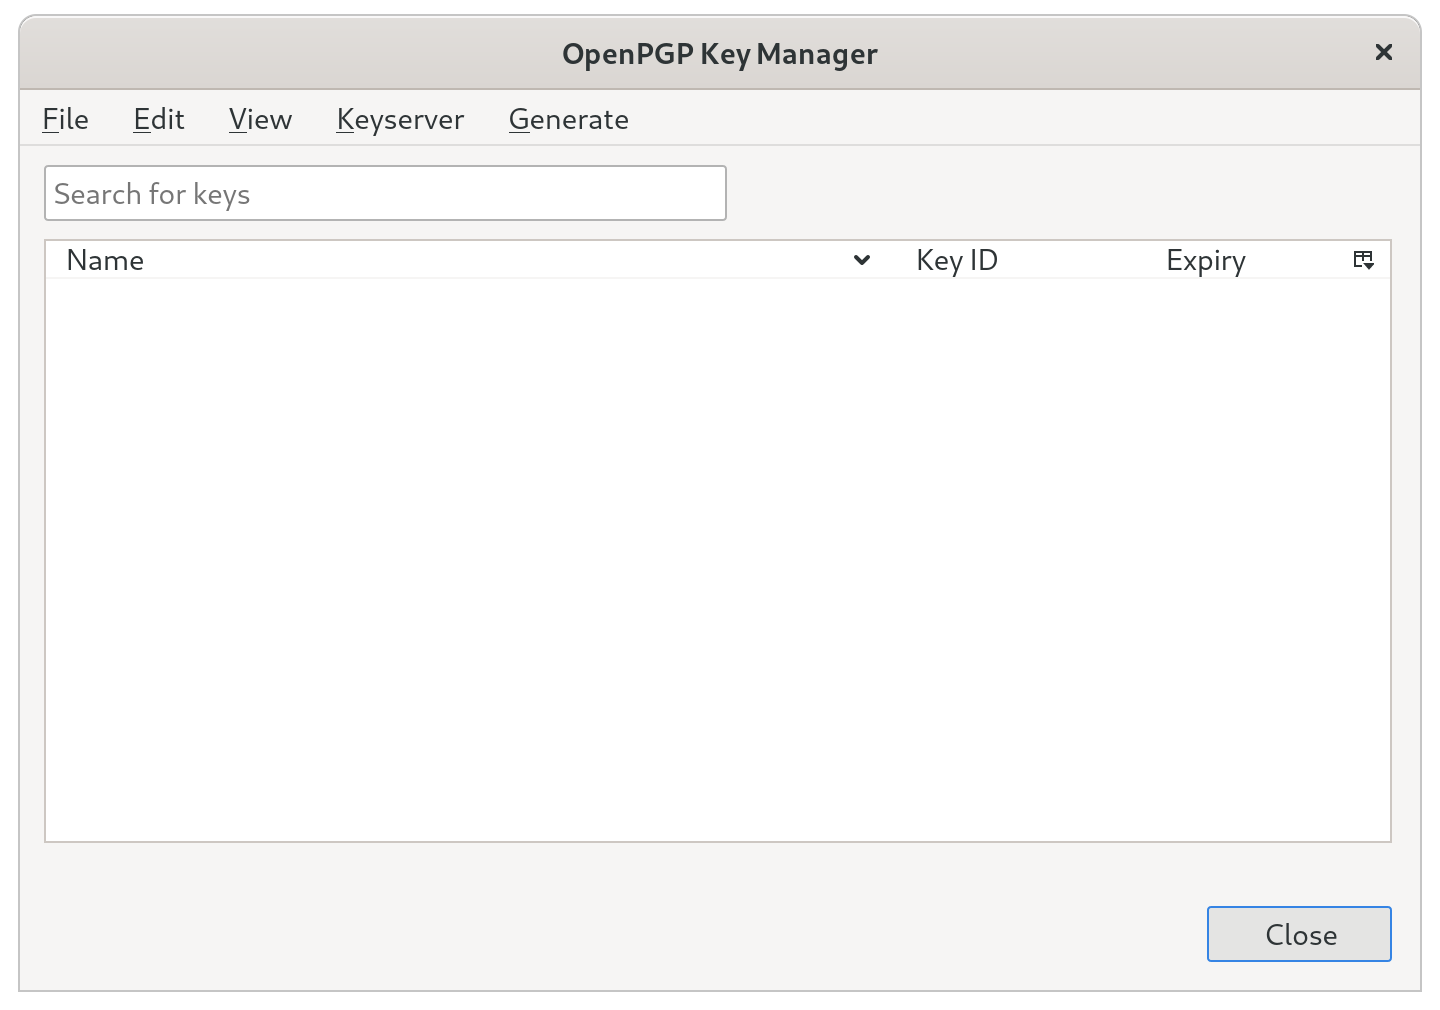 OpenPGP Key Manager
File Edit View Keyserver Generate
Search for keys
Name Key ID Expiry
Close